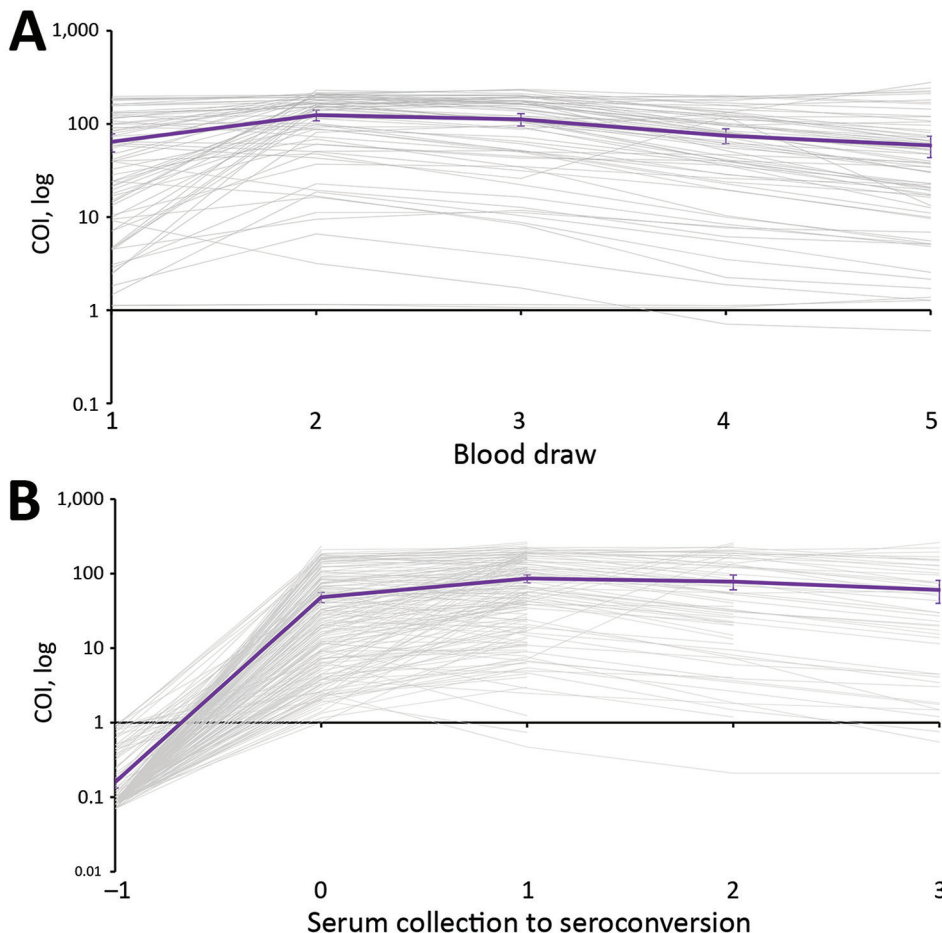 A
1,000
100
10
1
0.1
COI, log
1 2 3 4 5
Blood draw
B
1,000
100
10
1
0.1
0.01
COI, log
–1 0 1 2 3
Serum collection to seroconversion